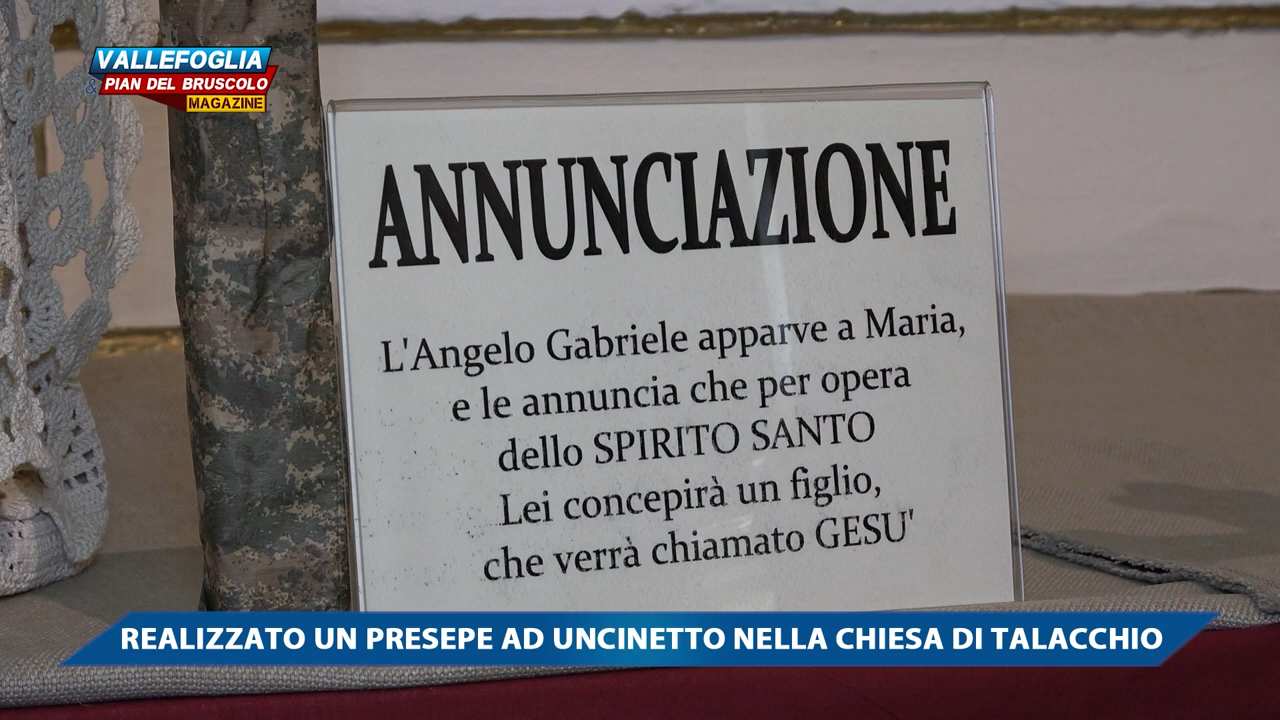 VALLEFOGLIA
& PIAN DEL BRUSCOLO
MAGAZINE
ANNUNCIAZIONE
L'Angelo Gabriele apparve a Maria,
e le annuncia che per opera
dello SPIRITO SANTO
Lei concepirà un figlio,
che verrà chiamato GESU'
REALIZZATO UN PRESEPE AD UNCINETTO NELLA CHIESA DI TALACCHIO